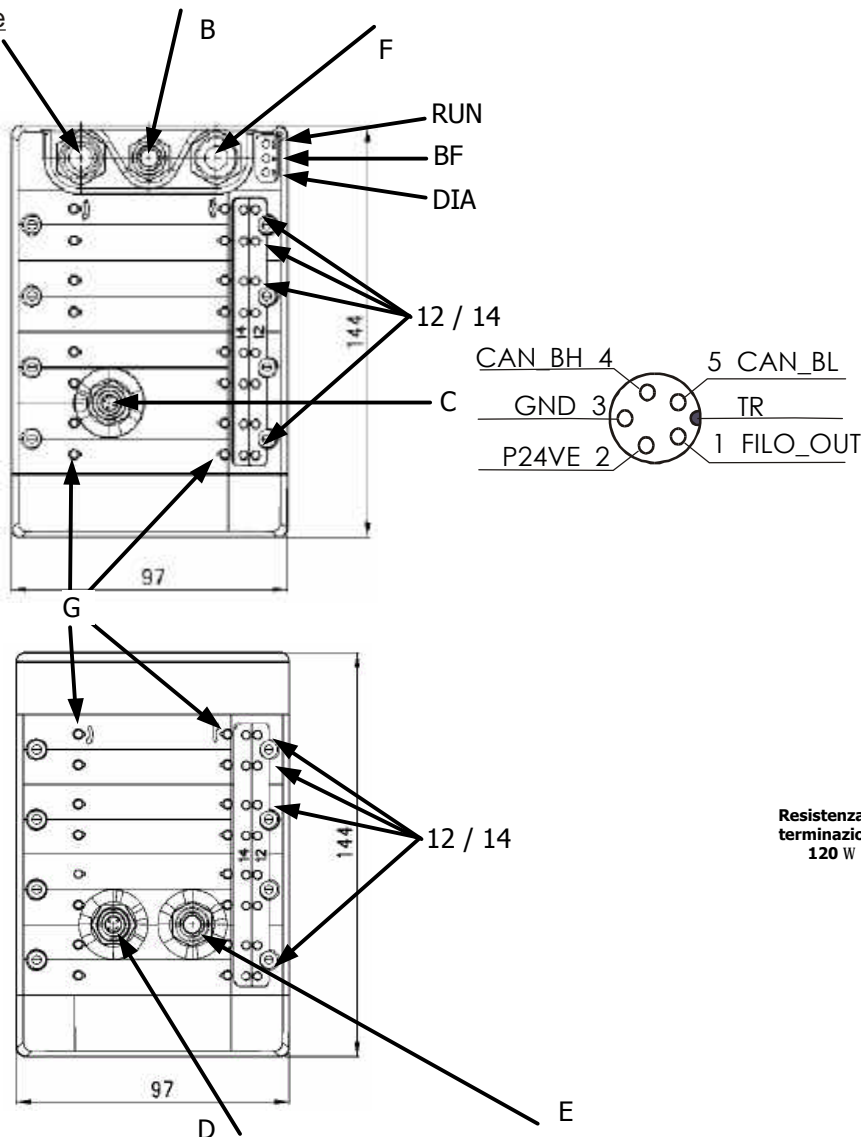 e
B
F
RUN
BF
DIA
12 / 14
14 12
144
C
97
G
CAN_BH 4
5 CAN_BL
GND 3
TR
P24VE 2
1 FILO_OUT
12 / 14
14 12
144
97
D
E
Resistenza
terminazio
120 W